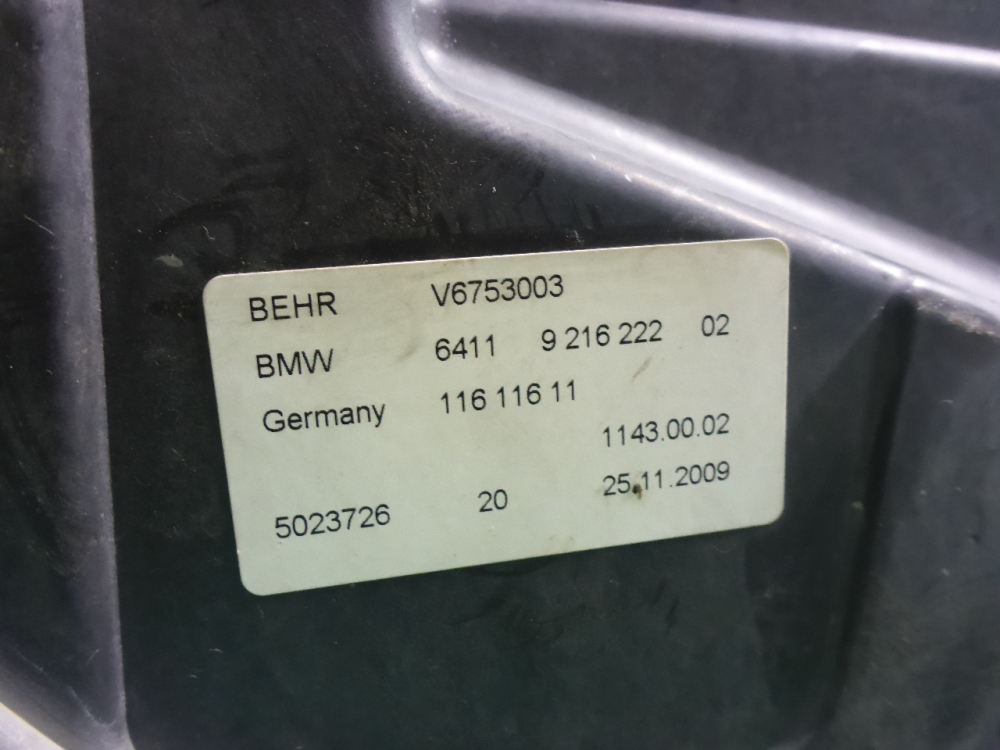 BEHR V6753003
BMW 6411 9 216 222 02
Germany 116 116 11
1143.00.02
5023726 20 25.11.2009